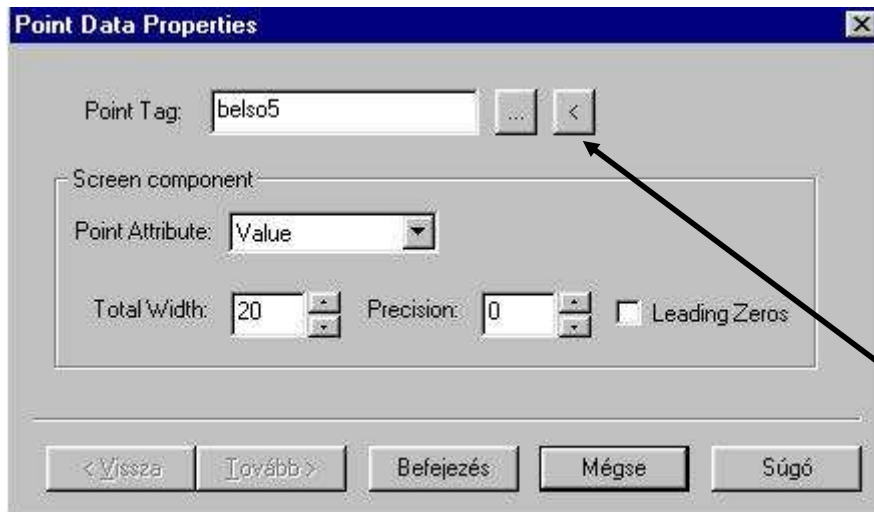 Point Data Properties
Point Tag: belso5 ... <
Screen component
Point Attribute: Value
Total Width: 20 Precision: 0 Leading Zeros
< Vissza Tovább > Befejezés Mégse Súgó